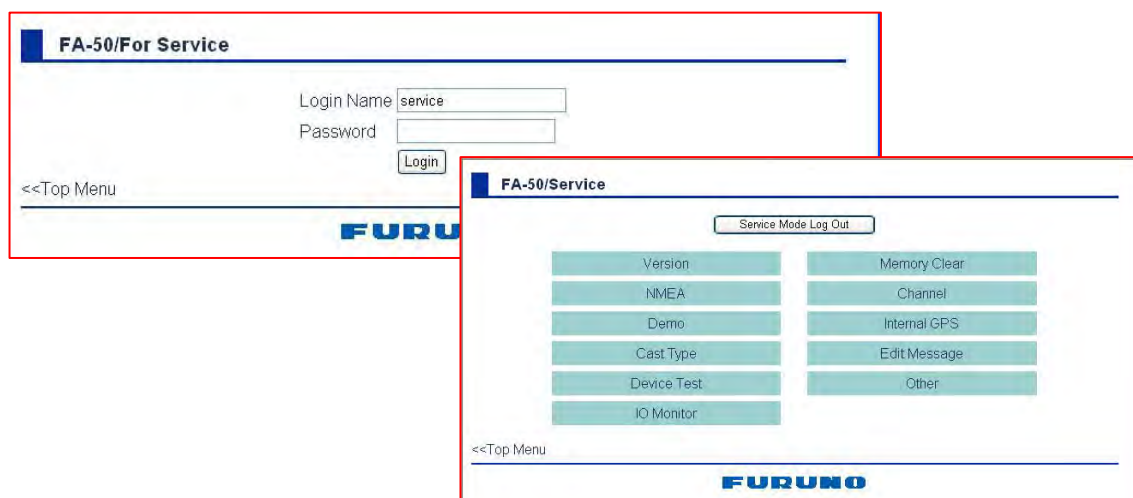 FA-50/For Service
Login Name service
Password
Login
<<Top Menu
FURU
FA-50/Service
Service Mode Log Out
Version Memory Clear
NMEA Channel
Demo Internal GPS
Cast Type Edit Message
Device Test Other
IO Monitor
<<Top Menu
FURUNO